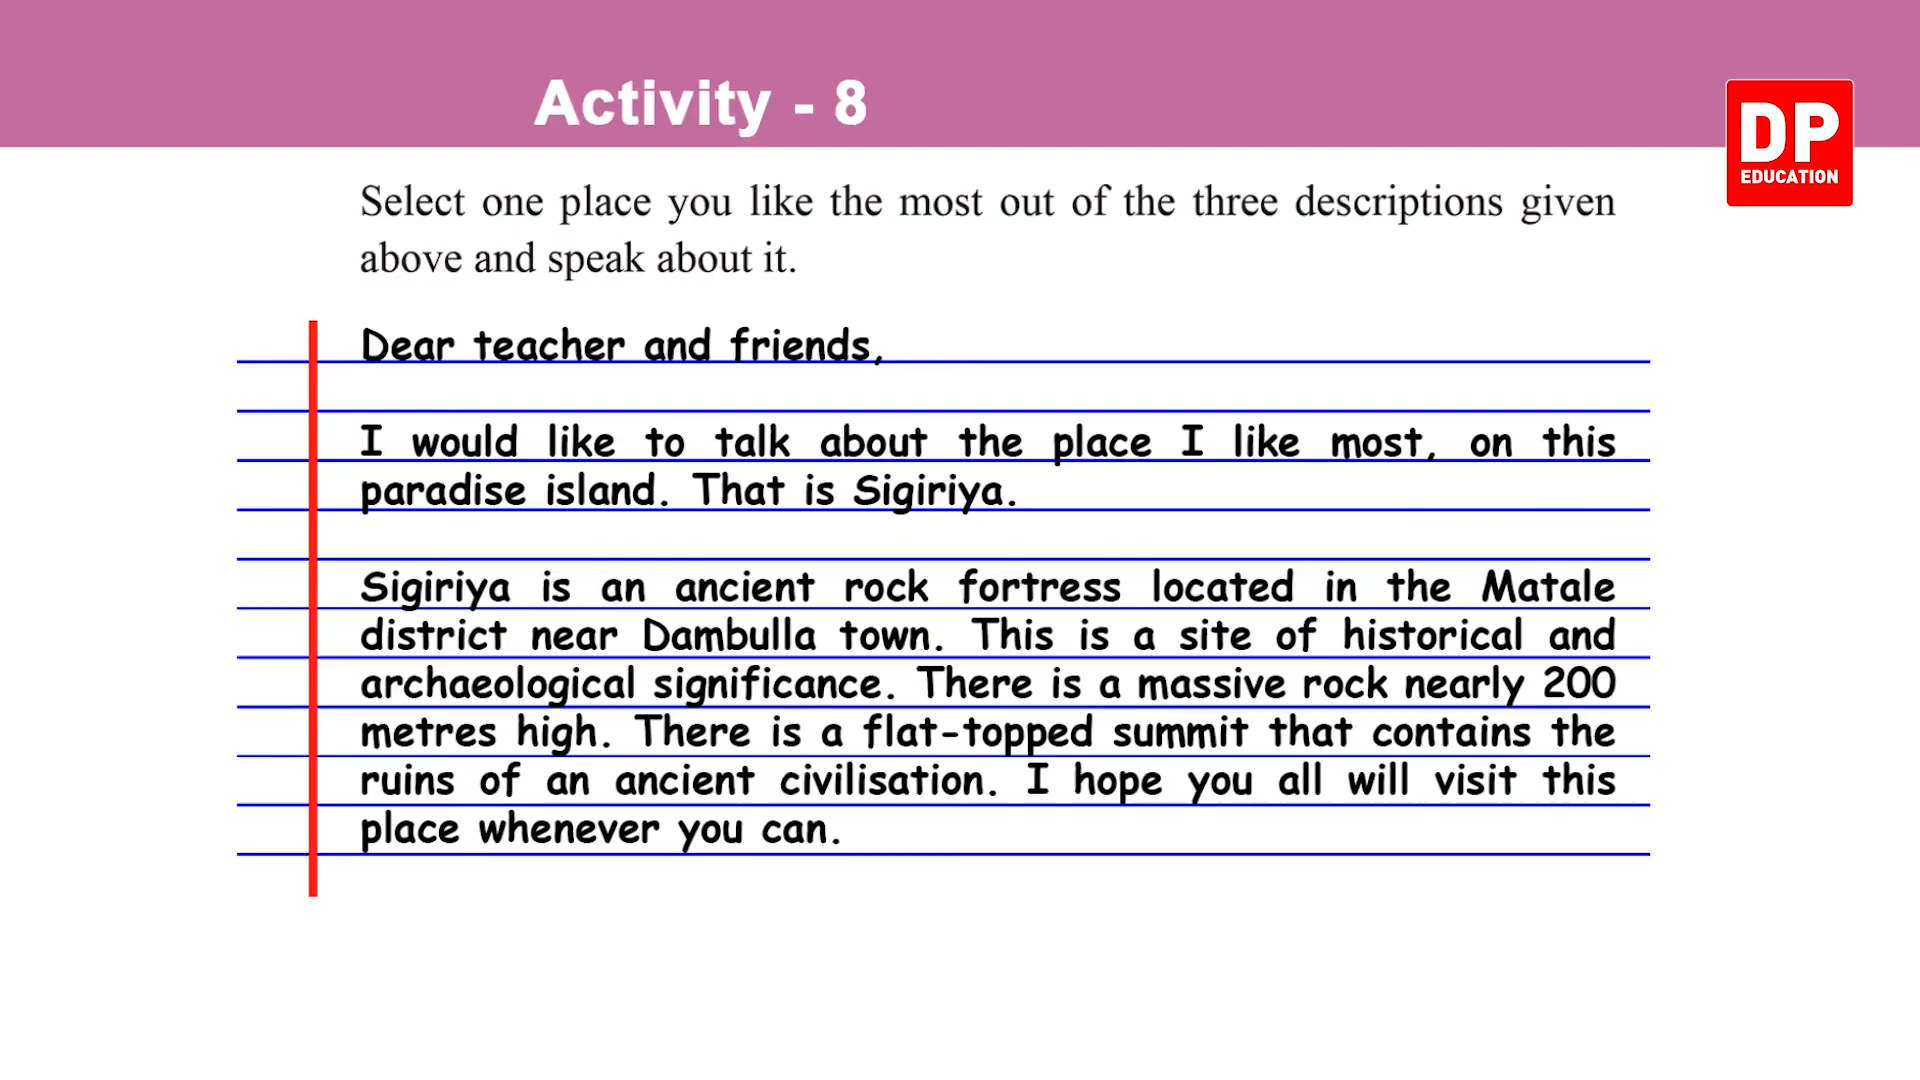 Activity - 8
DP
EDUCATION
Select one place you like the most out of the three descriptions given
above and speak about it.
Dear teacher and friends,
I would like to talk about the place I like most, on this
paradise island. That is Sigiriya.
Sigiriya is an ancient rock fortress located in the Matale
district near Dambulla town. This is a site of historical and
archaeological significance. There is a massive rock nearly 200
metres high. There is a flat-topped summit that contains the
ruins of an ancient civilisation. I hope you all will visit this
place whenever you can.